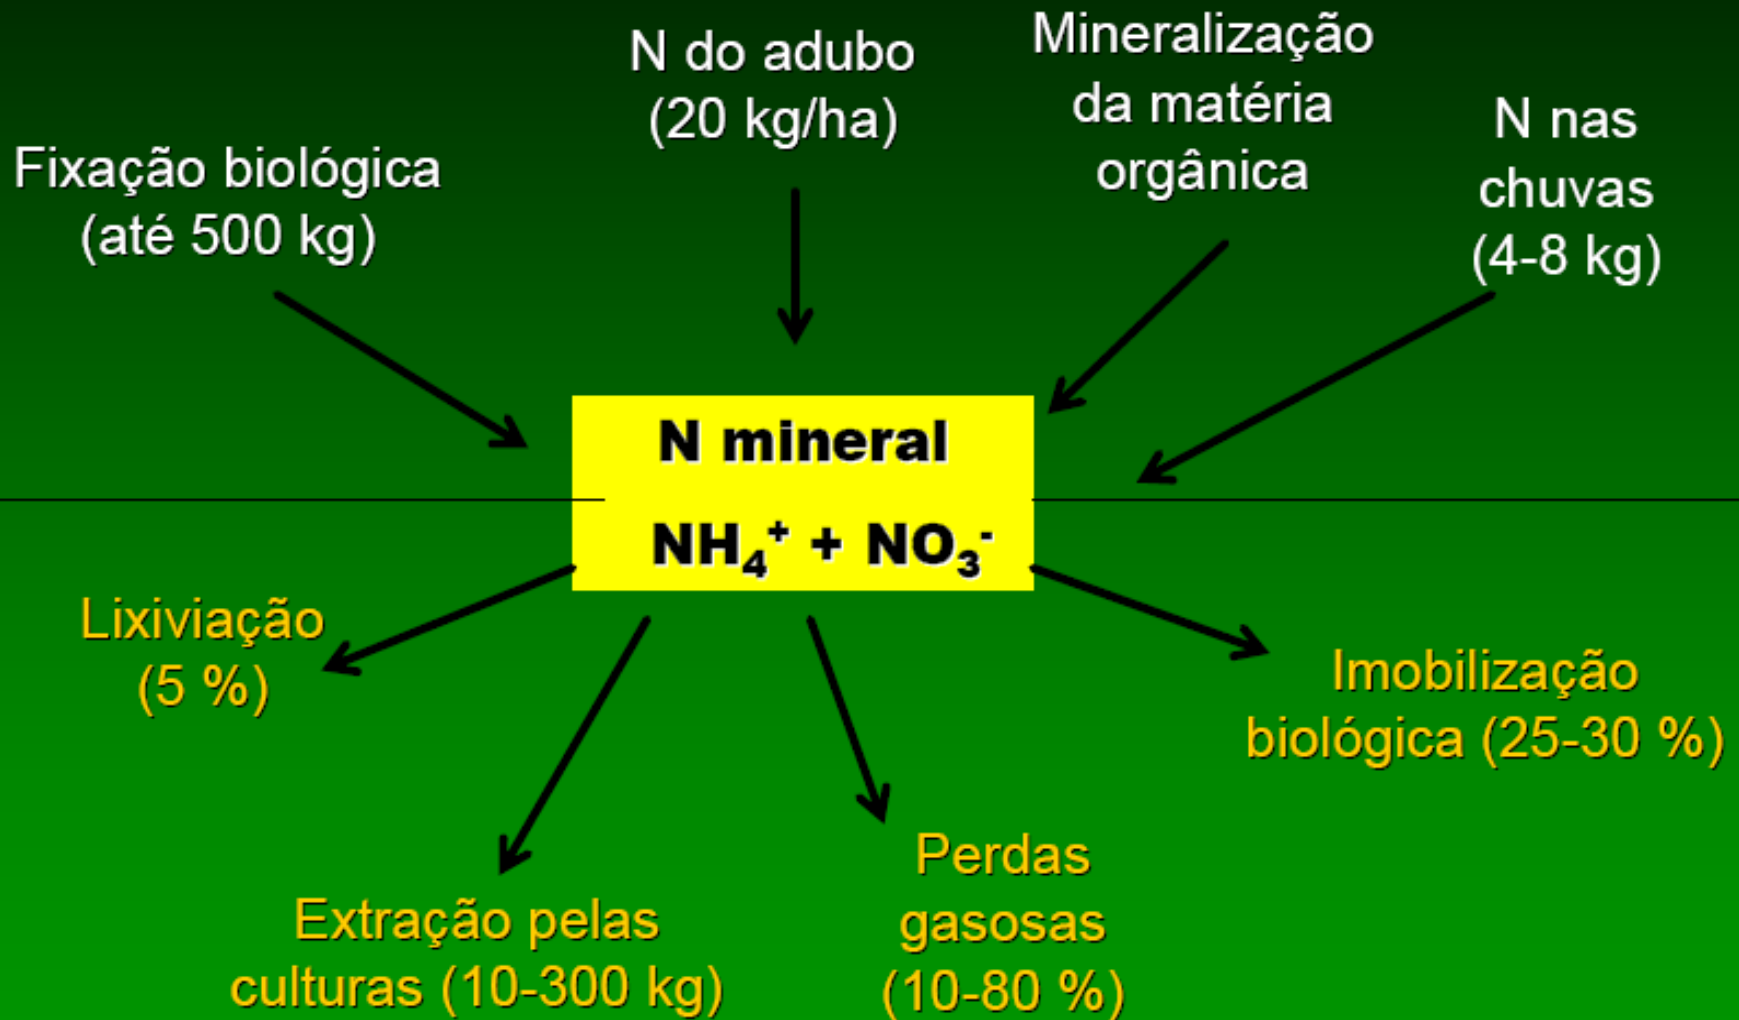 Fixação biológica
(até 500 kg)
N do adubo
(20 kg/ha)
Mineralização
da matéria
orgânica
N nas
chuvas
(4-8 kg)
N mineral
NH₄⁺ + NO₃⁻
Lixiviação
(5 %)
Extração pelas
culturas (10-300 kg)
Perdas
gasosas
(10-80 %)
Imobilização
biológica (25-30 %)